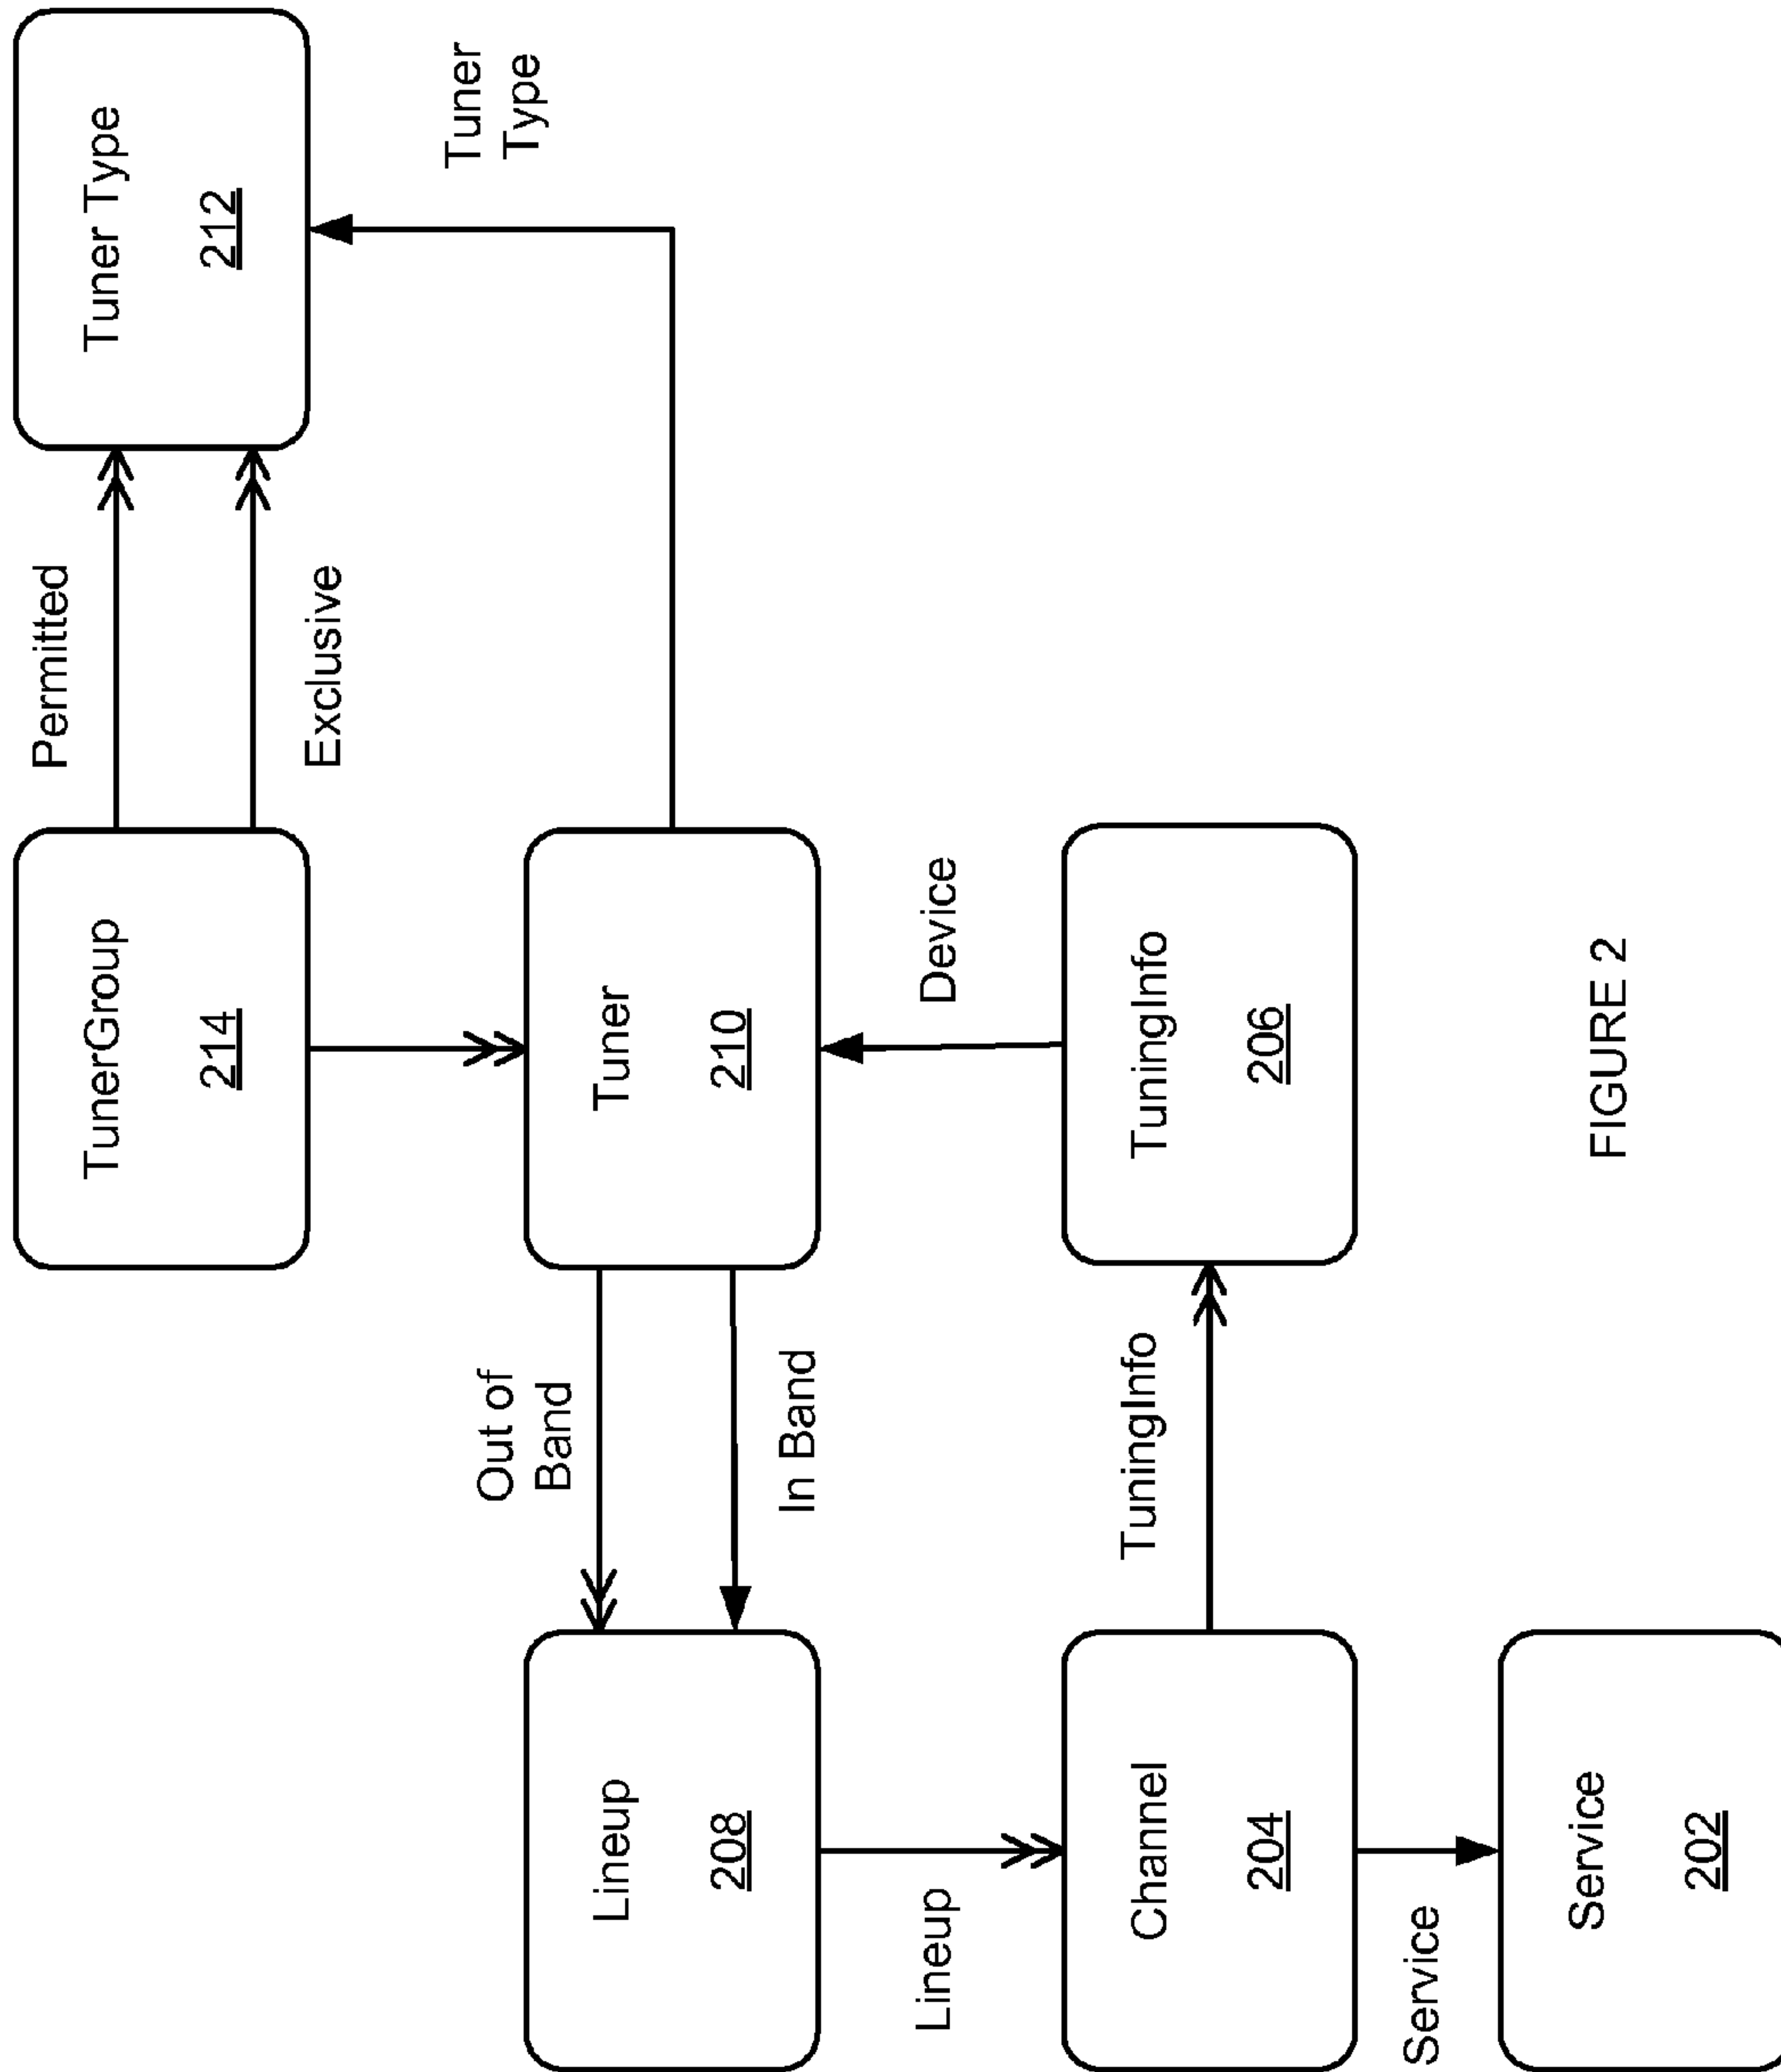 TunerGroup
214
Permitted
Exclusive
Tuner Type
212
Tuner
Type
Lineup
208
Out of
Band
In Band
Tuner
210
Lineup
Device
Channel
204
TuningInfo
TuningInfo
206
Service
Service
202
FIGURE 2